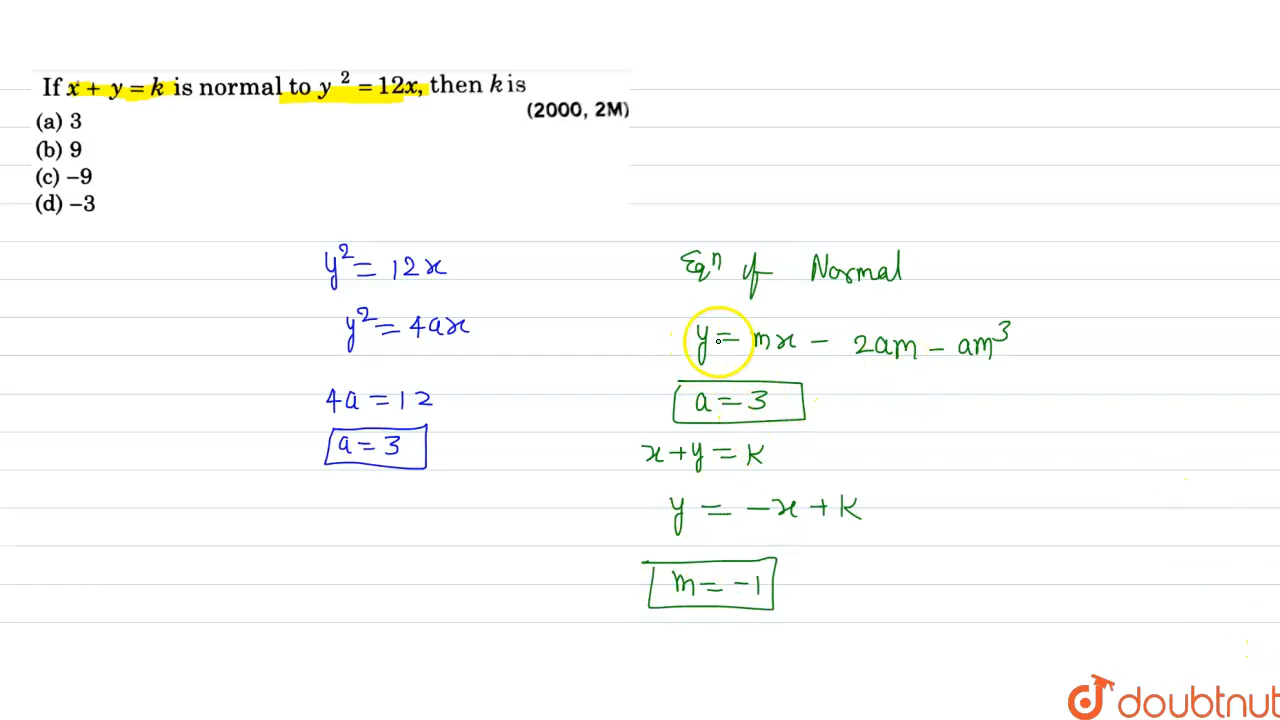 If x + y = k is normal to y ² = 12x, then k is
(2000, 2M)
(a) 3
(b) 9
(c) –9
(d) –3
y² = 12x
y² = 4ax
4a = 12
a = 3
Eqⁿ of Normal
y = mx – 2am – am³
a = 3
x + y = k
y = –x + k
m = –1
doubtnut